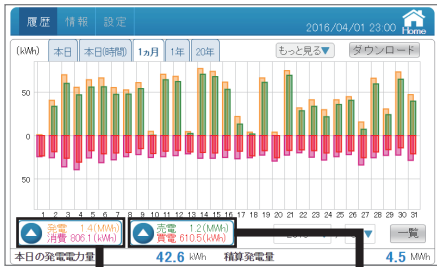 履歴 情報 設定 2016/04/01 23:00 Home
(kWh) 本日 本日(時間) 1ヵ月 1年 20年 もっと見る▼ ダウンロード
50
0
50
1 2 3 4 5 6 7 8 9 10 11 12 13 14 15 16 17 18 19 20 21 22 23 24 25 26 27 28 29 30 31
発電 1.4(MWh) 売電 1.2(MWh)
消費 806.1(kWh) 買電 610.5(kWh) ▼ 一覧
本日の発電電力量 42.6 kWh 積算発電量 4.5 MWh